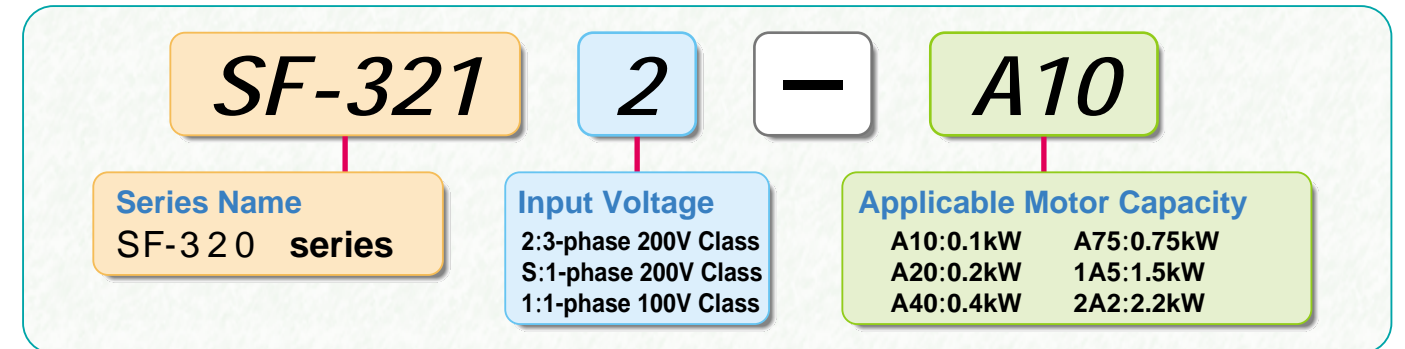 SF-321 2 − A10
Series Name
SF-320 series
Input Voltage
2:3-phase 200V Class
S:1-phase 200V Class
1:1-phase 100V Class
Applicable Motor Capacity
A10:0.1kW A75:0.75kW
A20:0.2kW 1A5:1.5kW
A40:0.4kW 2A2:2.2kW